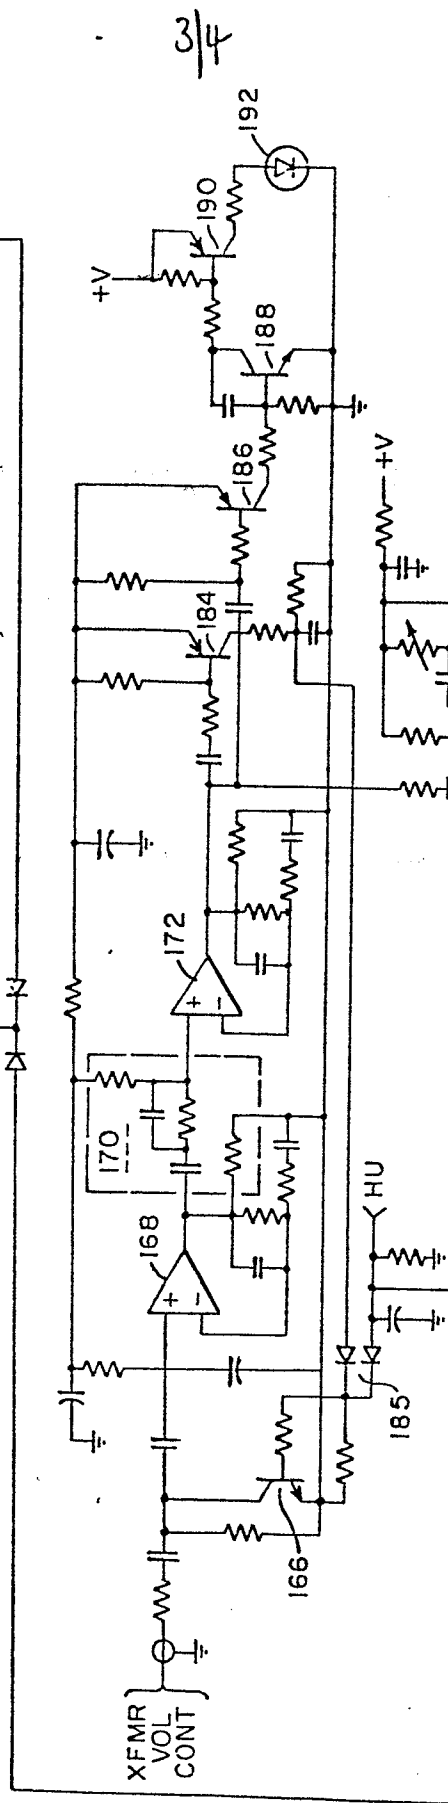 3/4
192
190
+V
188
186
+V
184
172
+
-
170
168
+
-
HU
185
166
XFMR
VOL
CONT